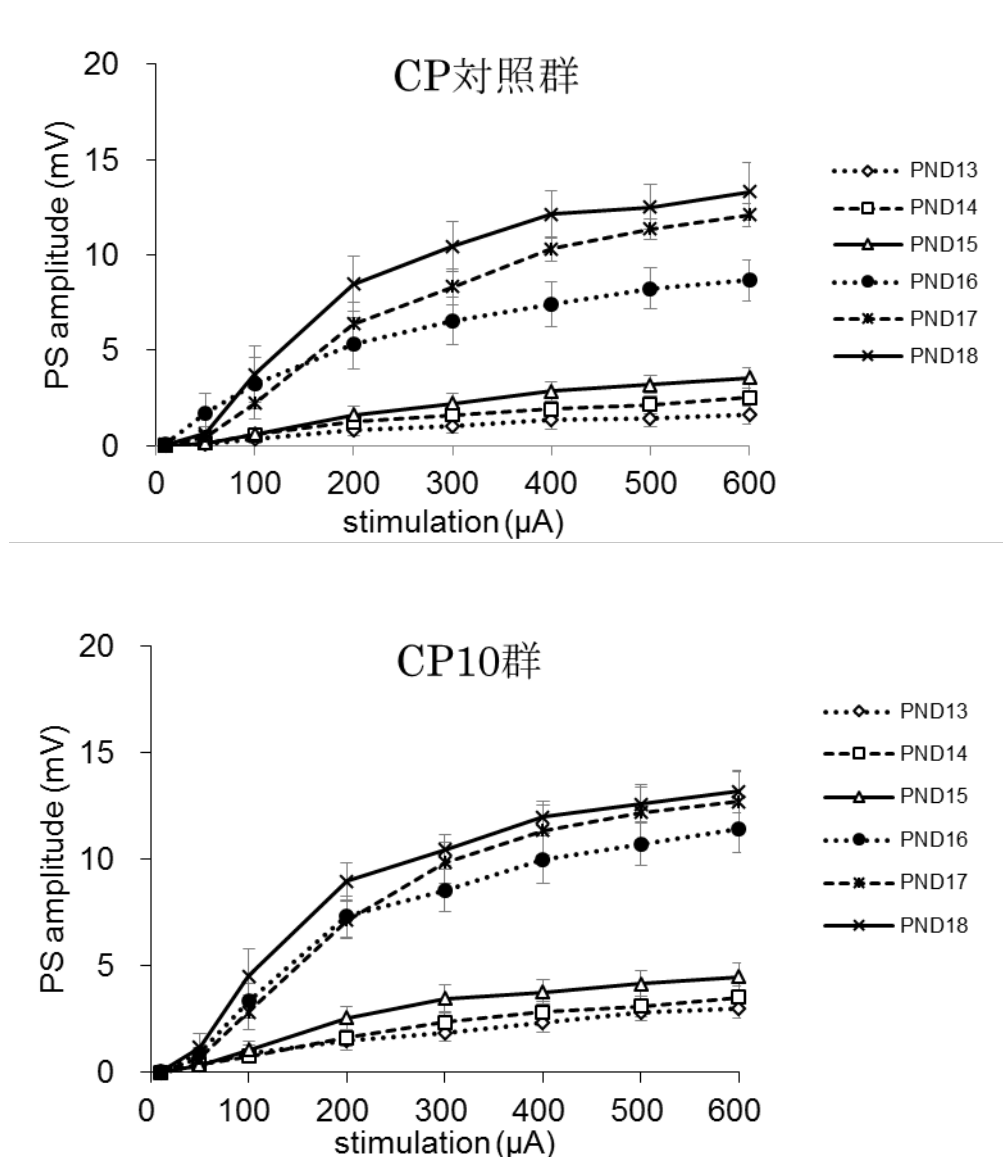 CP対照群
PS amplitude (mV)
20
15
10
5
0
0 100 200 300 400 500 600
stimulation (μA)
PND13
PND14
PND15
PND16
PND17
PND18
CP10群
PS amplitude (mV)
20
15
10
5
0
0 100 200 300 400 500 600
stimulation (μA)
PND13
PND14
PND15
PND16
PND17
PND18